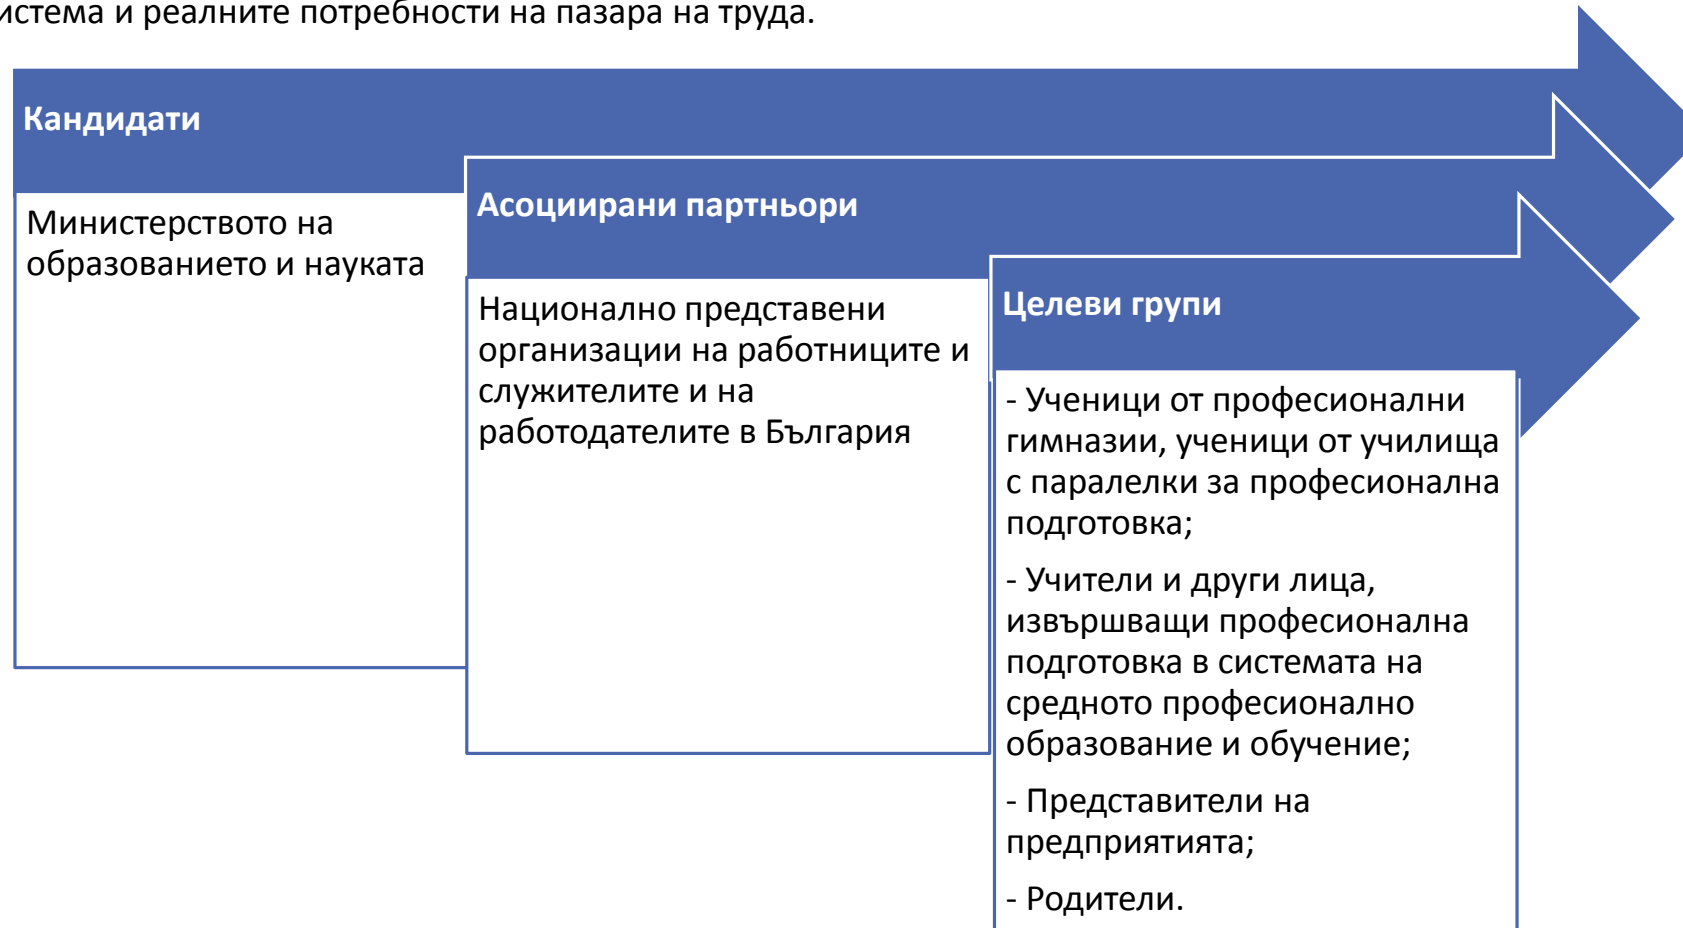 истема и реалните потребности на пазара на труда.
Кандидати
Министерството на
образованието и науката
Асоциирани партньори
Национално представени
организации на работниците и
служителите и на
работодателите в България
Целеви групи
- Ученици от професионални
гимназии, ученици от училища
с паралелки за професионална
подготовка;
- Учители и други лица,
извършващи професионална
подготовка в системата на
средното професионално
образование и обучение;
- Представители на
предприятията;
- Родители.